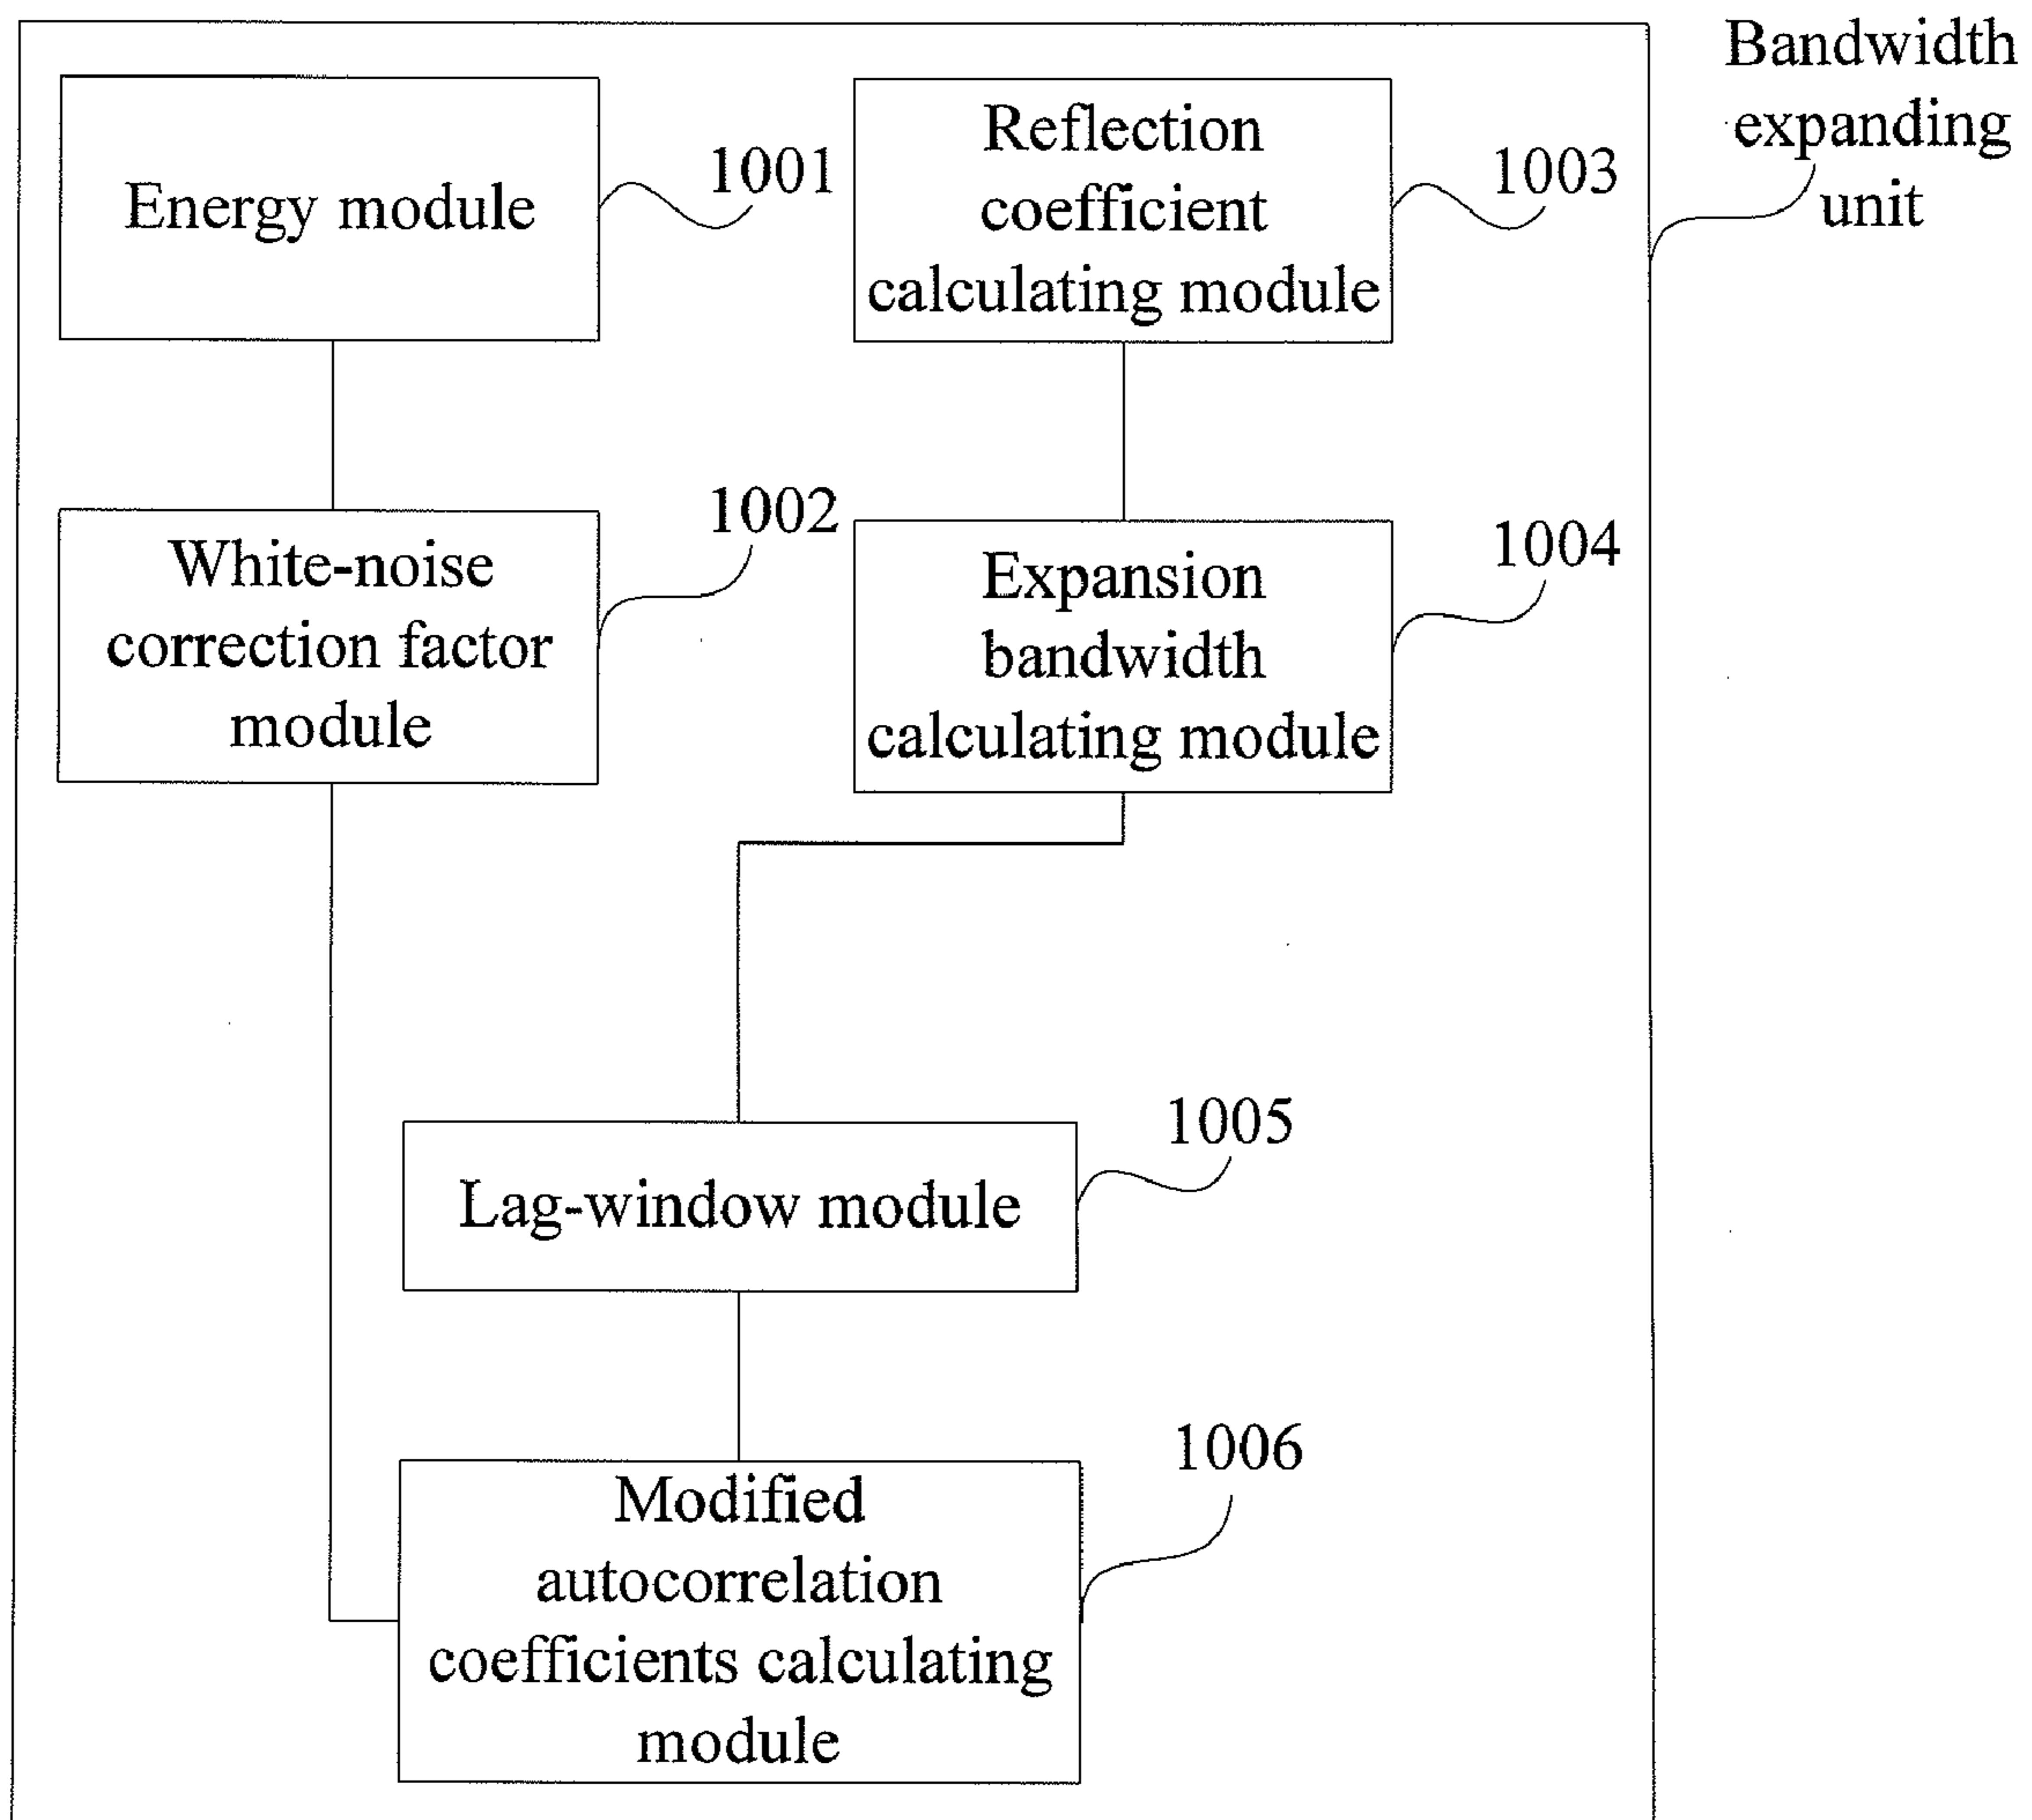 Bandwidth
expanding
unit
Energy module
1001
Reflection
coefficient
calculating module
1003
White-noise
correction factor
module
1002
Expansion
bandwidth
calculating module
1004
Lag-window module
1005
Modified
autocorrelation
coefficients calculating
module
1006